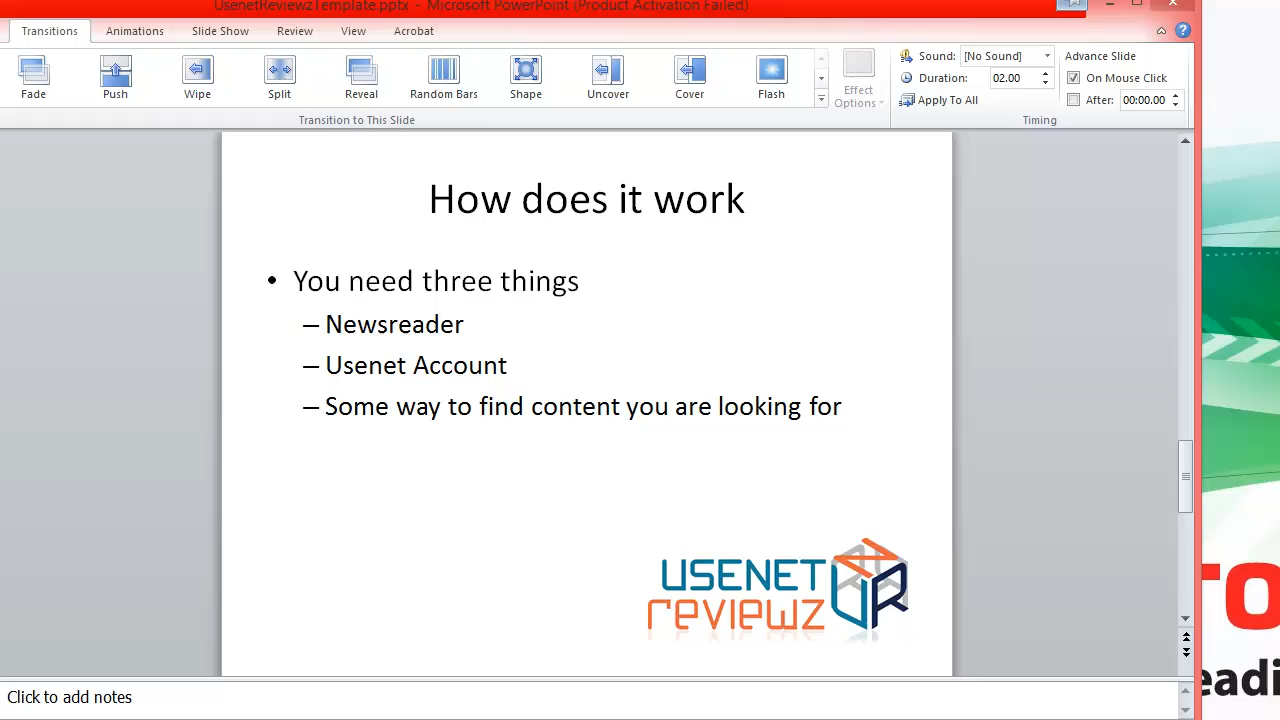 UsenetReviewzTemplate.pptx - Microsoft PowerPoint (Product Activation Failed)
Transitions Animations Slide Show Review View Acrobat
Fade Push Wipe Split Reveal Random Bars Shape Uncover Cover Flash
Effect Options
Sound: [No Sound]
Duration: 02.00
Apply To All
Advance Slide
On Mouse Click
After: 00:00.00
Transition to This Slide
Timing
How does it work
• You need three things
– Newsreader
– Usenet Account
– Some way to find content you are looking for
USENET
reviewz
UR
Click to add notes